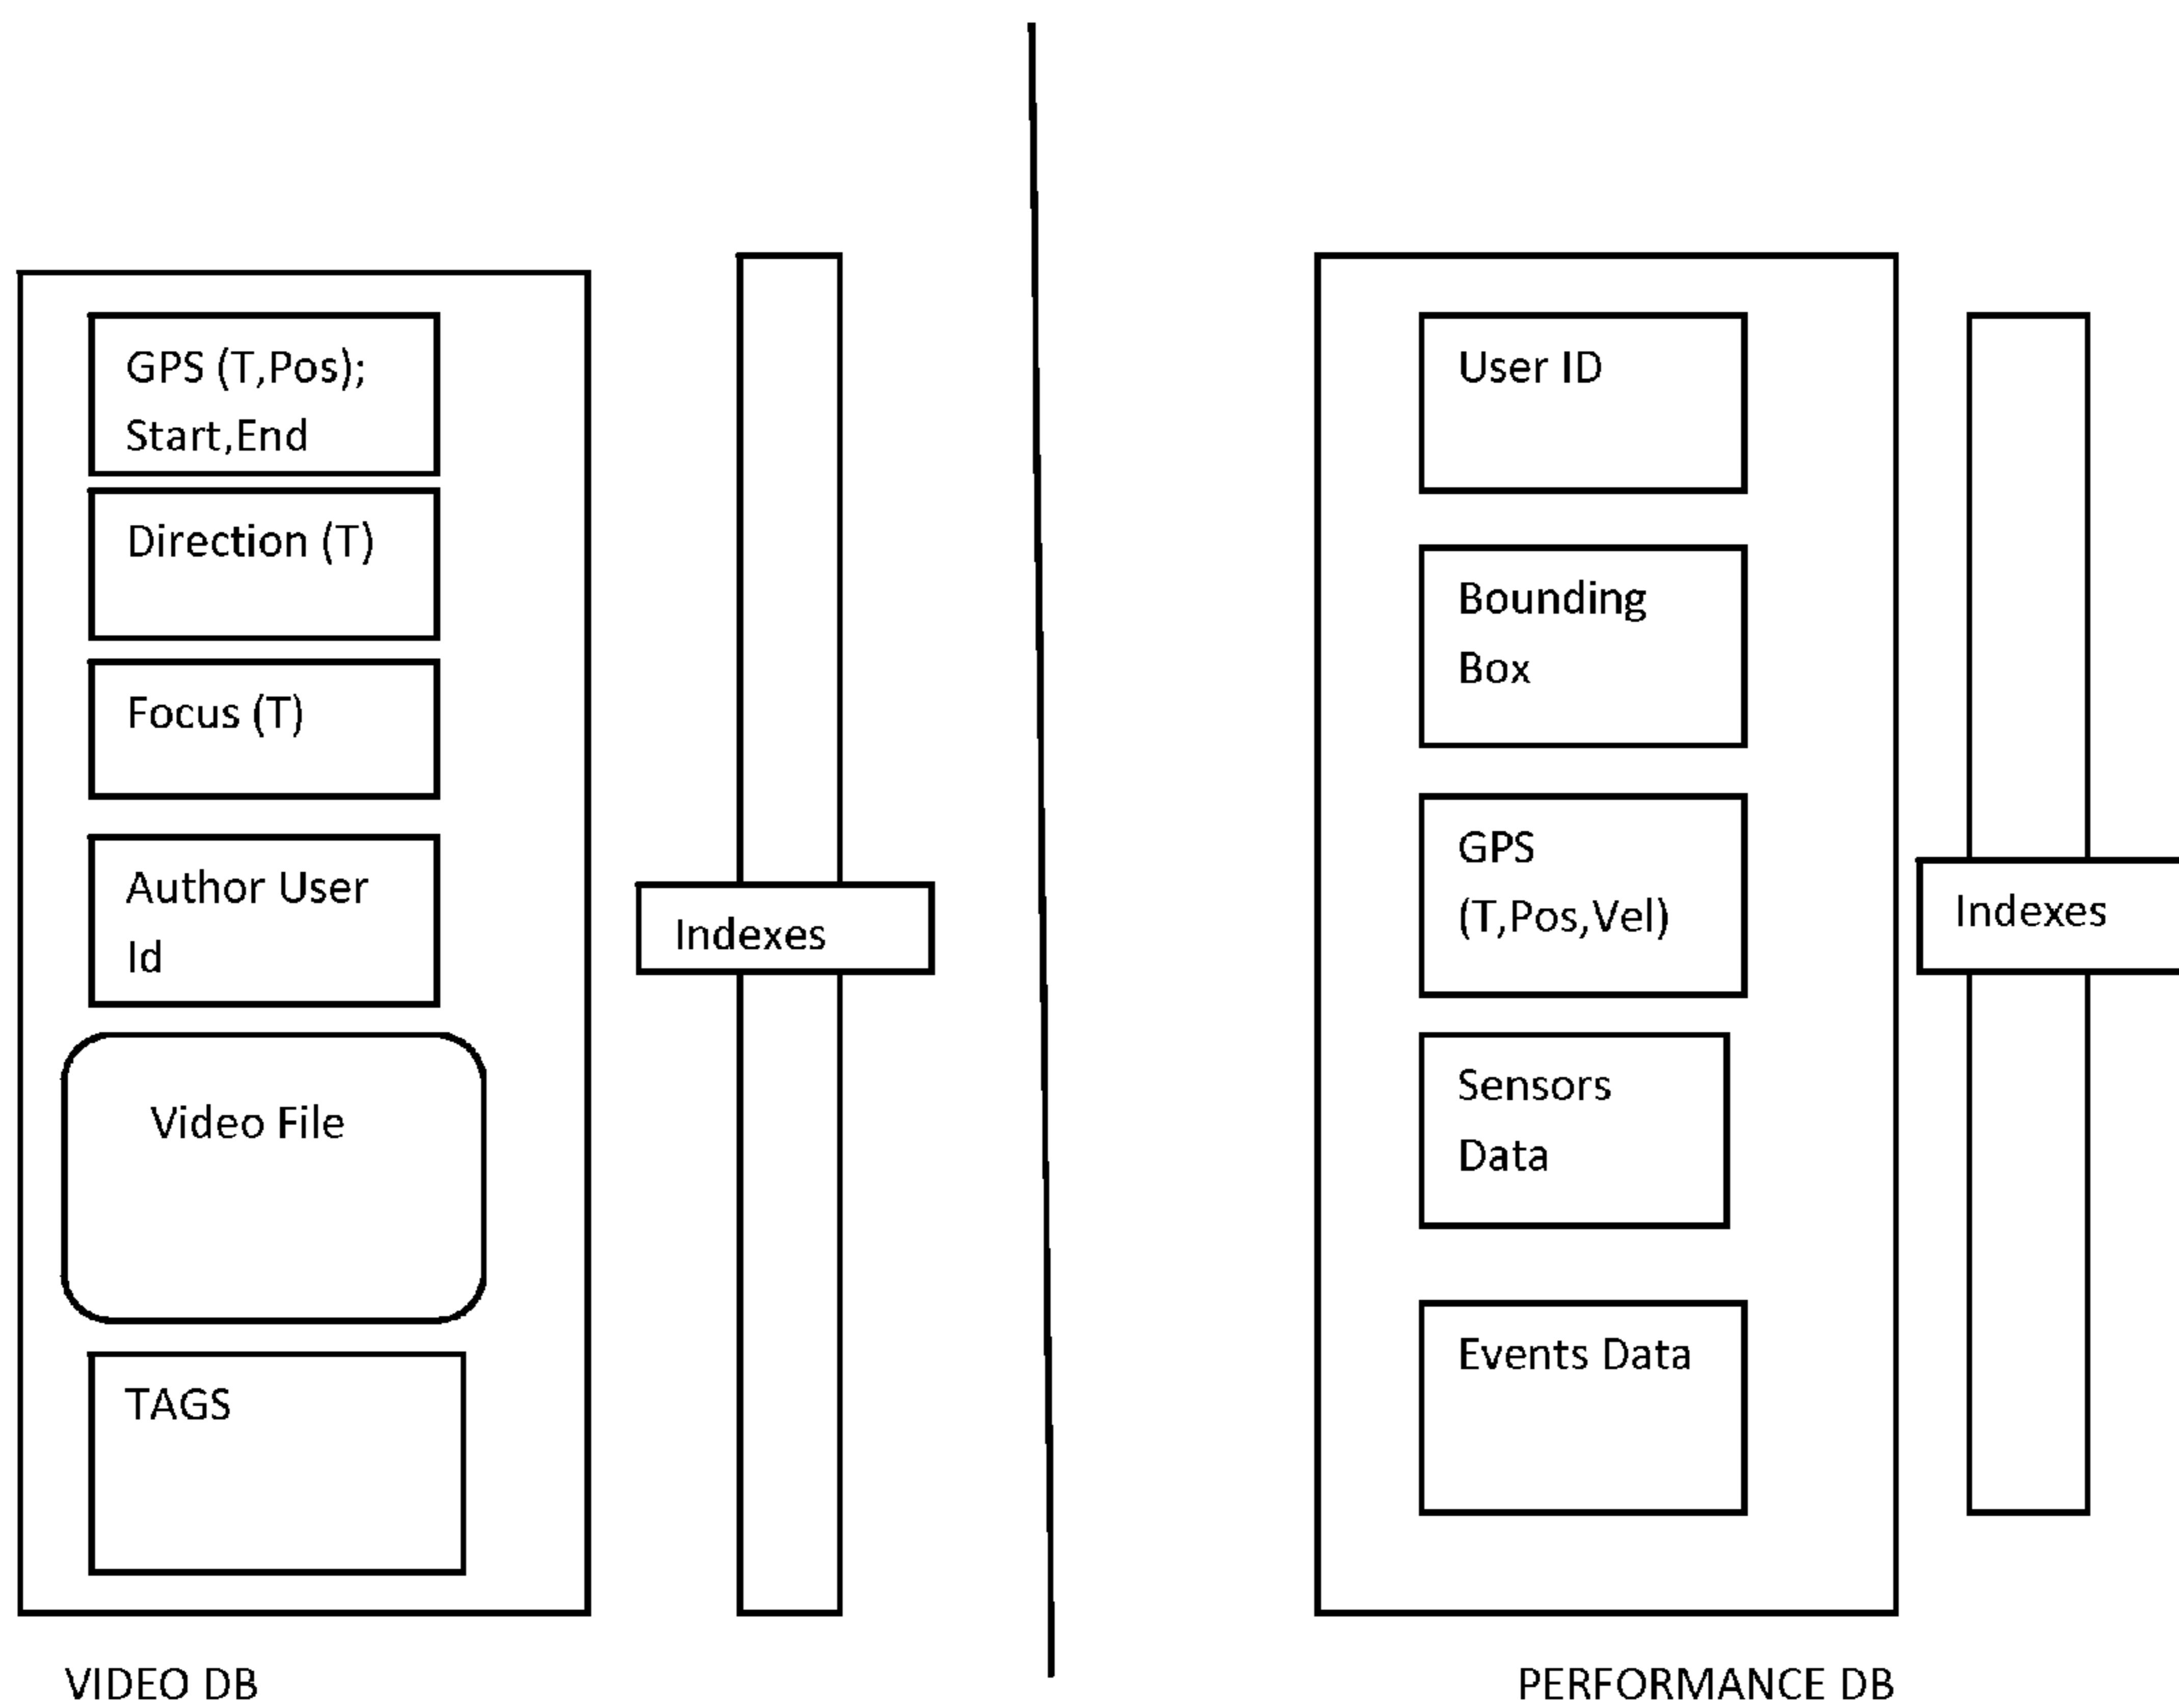 GPS (T,Pos);
Start,End
Direction (T)
Focus (T)
Author User
Id
Video File
TAGS
VIDEO DB
Indexes
User ID
Bounding
Box
GPS
(T,Pos,Vel)
Sensors
Data
Events Data
PERFORMANCE DB
Indexes